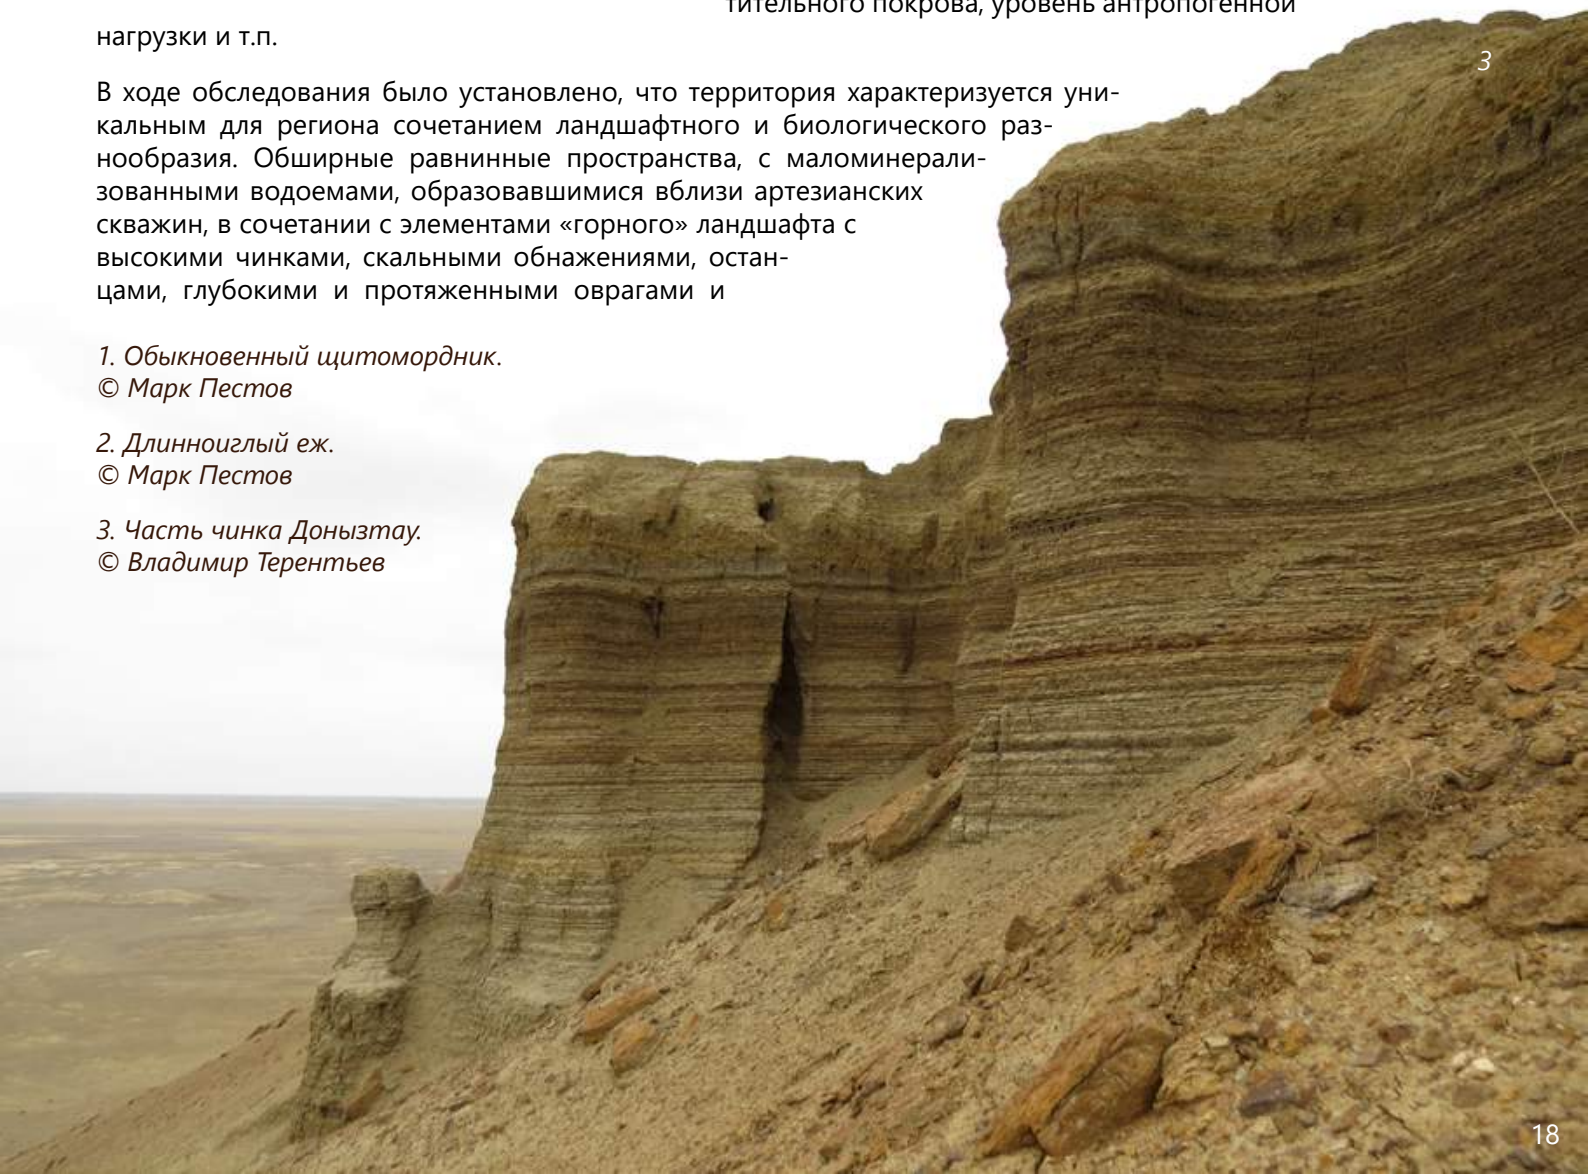 тительного покрова, уровень антропогенной
нагрузки и т.п.
3
В ходе обследования было установлено, что территория характеризуется уни-
кальным для региона сочетанием ландшафтного и биологического раз-
нообразия. Обширные равнинные пространства, с маломинерали-
зованными водоемами, образовавшимися вблизи артезианских
скважин, в сочетании с элементами «горного» ландшафта с
высокими чинками, скальными обнажениями, остан-
цами, глубокими и протяженными оврагами и
1. Обыкновенный щитомордник.
© Марк Пестов
2. Длинноиглый еж.
© Марк Пестов
3. Часть чинка Донызтау.
© Владимир Терентьев
18